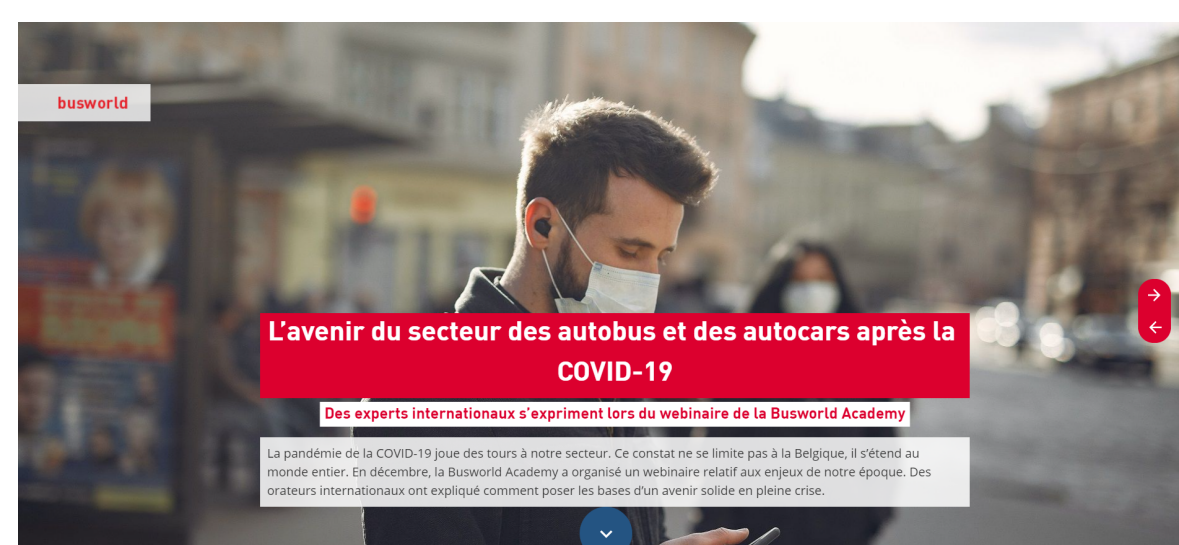 busworld
L'avenir du secteur des autobus et des autocars après la
COVID-19
Des experts internationaux s'expriment lors du webinaire de la Busworld Academy
La pandémie de la COVID-19 joue des tours à notre secteur. Ce constat ne se limite pas à la Belgique, il s'étend au
monde entier. En décembre, la Busworld Academy a organisé un webinaire relatif aux enjeux de notre époque. Des
orateurs internationaux ont expliqué comment poser les bases d'un avenir solide en pleine crise.